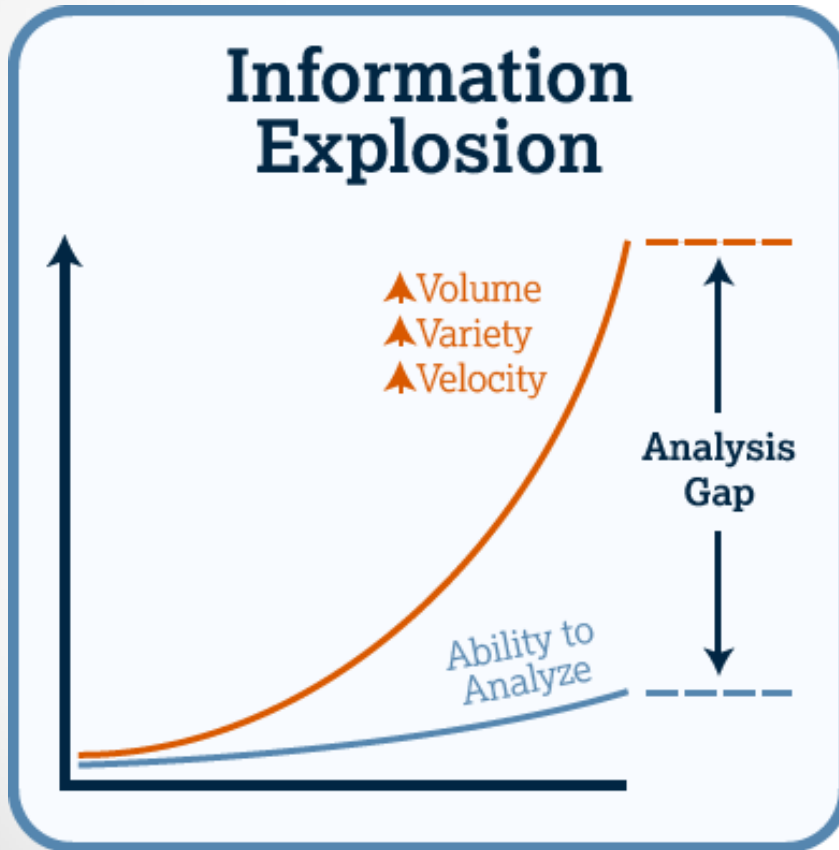 Information
Explosion
Volume
Variety
Velocity
Analysis
Gap
Ability to
Analyze